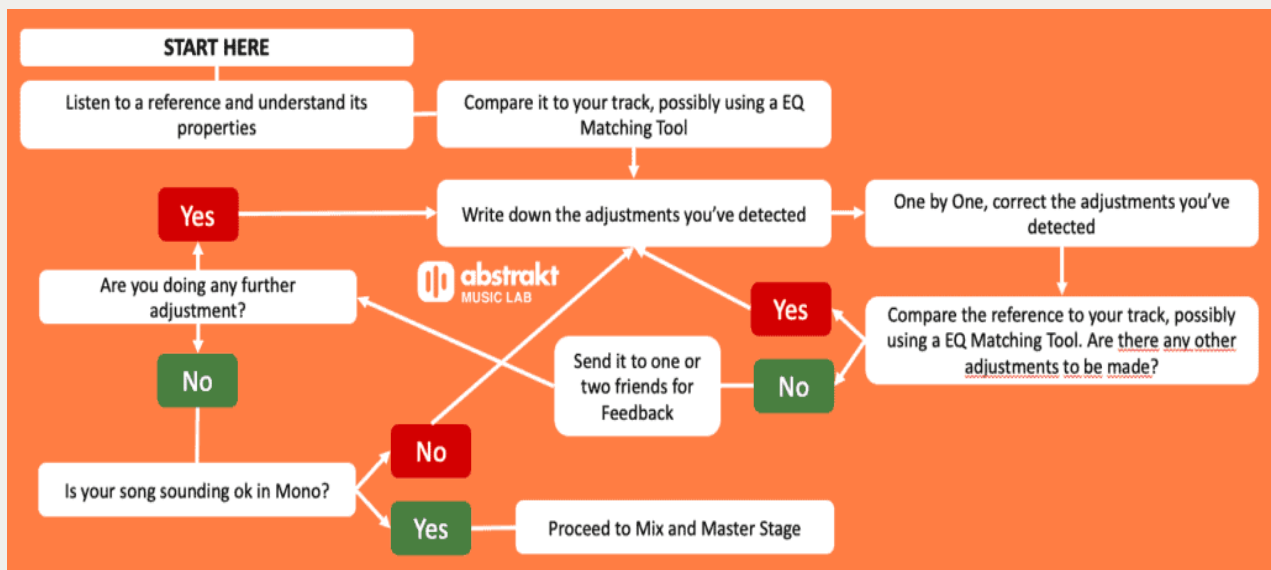 START HERE
Listen to a reference and understand its
properties
Compare it to your track, possibly using a EQ
Matching Tool
Yes
Write down the adjustments you've detected
One by One, correct the adjustments you've
detected
Are you doing any further
adjustment?
abstrakt
MUSIC LAB
Yes
Compare the reference to your track, possibly
using a EQ Matching Tool. Are there any other
adjustments to be made?
No
Send it to one or
two friends for
Feedback
No
No
Is your song sounding ok in Mono?
Yes
Proceed to Mix and Master Stage